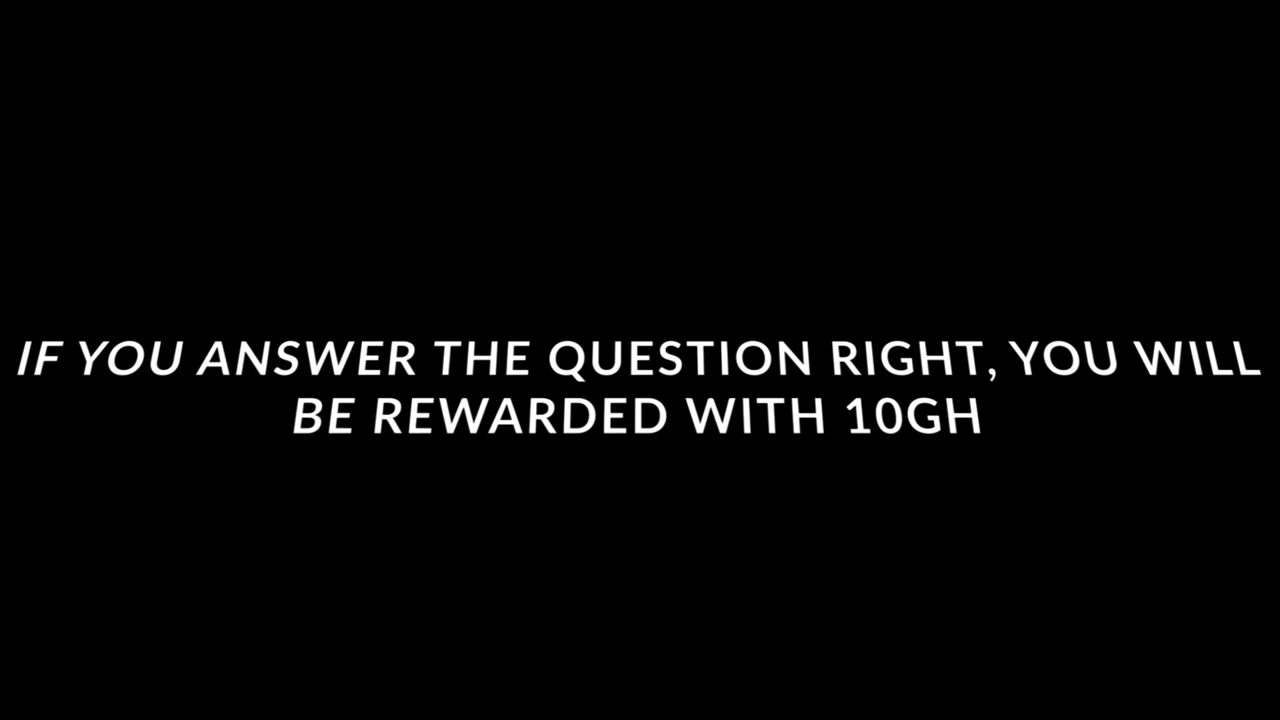 IF YOU ANSWER THE QUESTION RIGHT, YOU WILL
BE REWARDED WITH 10GH